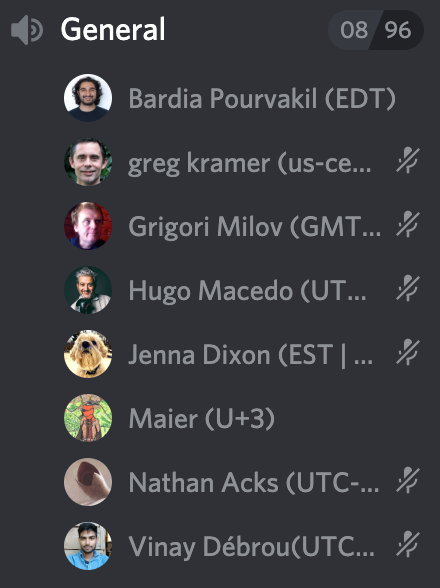 General
08 96
Bardia Pourvakil (EDT)
greg kramer (us-ce...
Grigori Milov (GMT...
Hugo Macedo (UT...
Jenna Dixon (EST | ...
Maier (U+3)
Nathan Acks (UTC-...
Vinay Débrou(UTC...